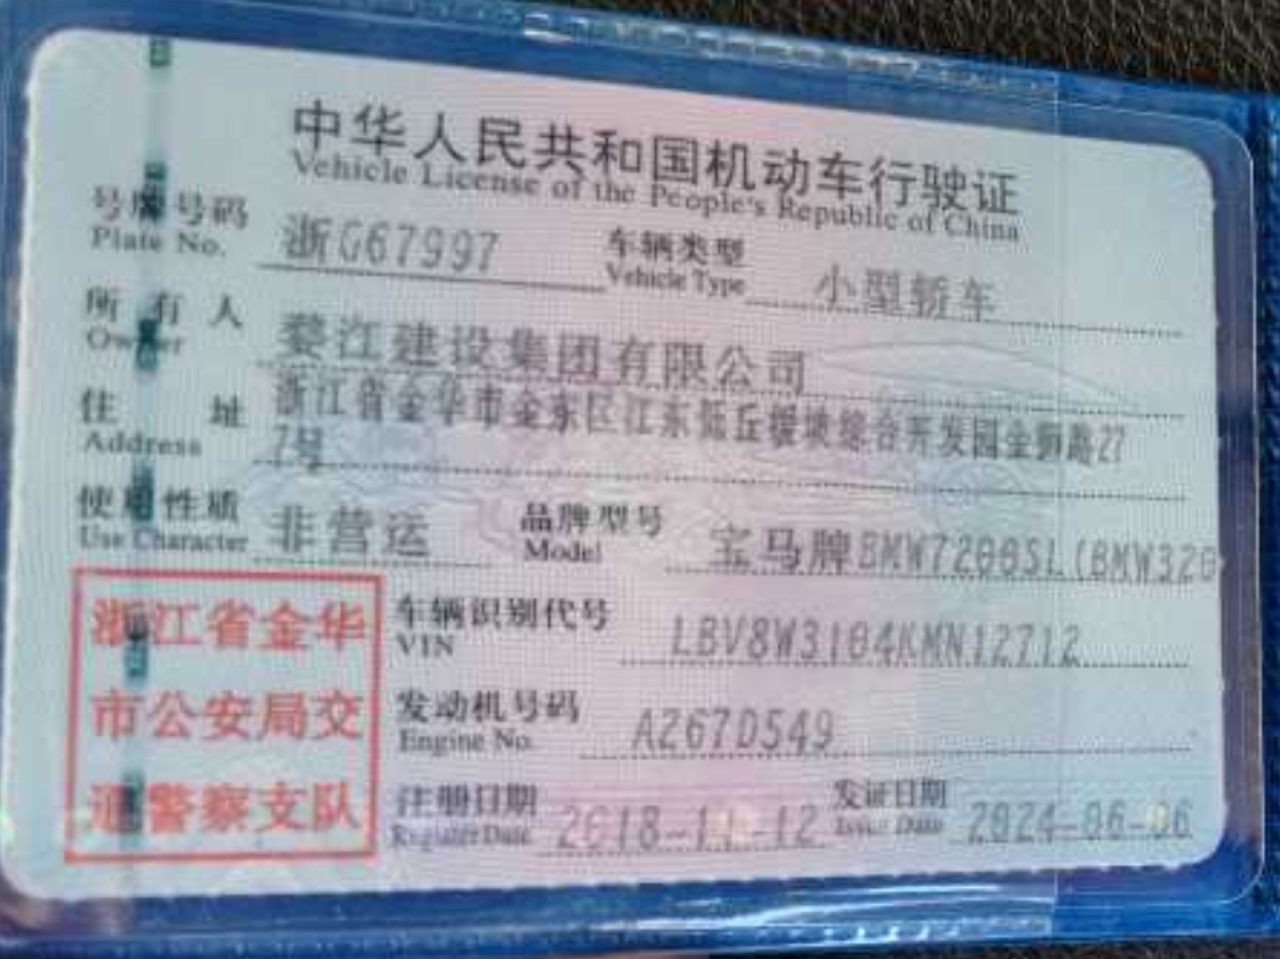 中华人民共和国机动车行驶证
Vehicle License of the People's Republic of China
号牌号码 浙G67997 车辆类型 小型轿车
Plate No. Vehicle Type
所有人 婺江建设集团有限公司
Owner
住址 浙江省金华市金东区江东低丘缓坡综合开发园金狮路27
Address 7号
使用性质 非营运 品牌型号 宝马牌BMW7200SL(BMW320
Use Character Model
浙江省金华 车辆识别代号 LBV8W3104KMN12712
VIN
市公安局交 发动机号码 A267D549
Engine No.
通警察支队 注册日期 2018-11-12 发证日期 2024-06-06
Register Date Issue Date